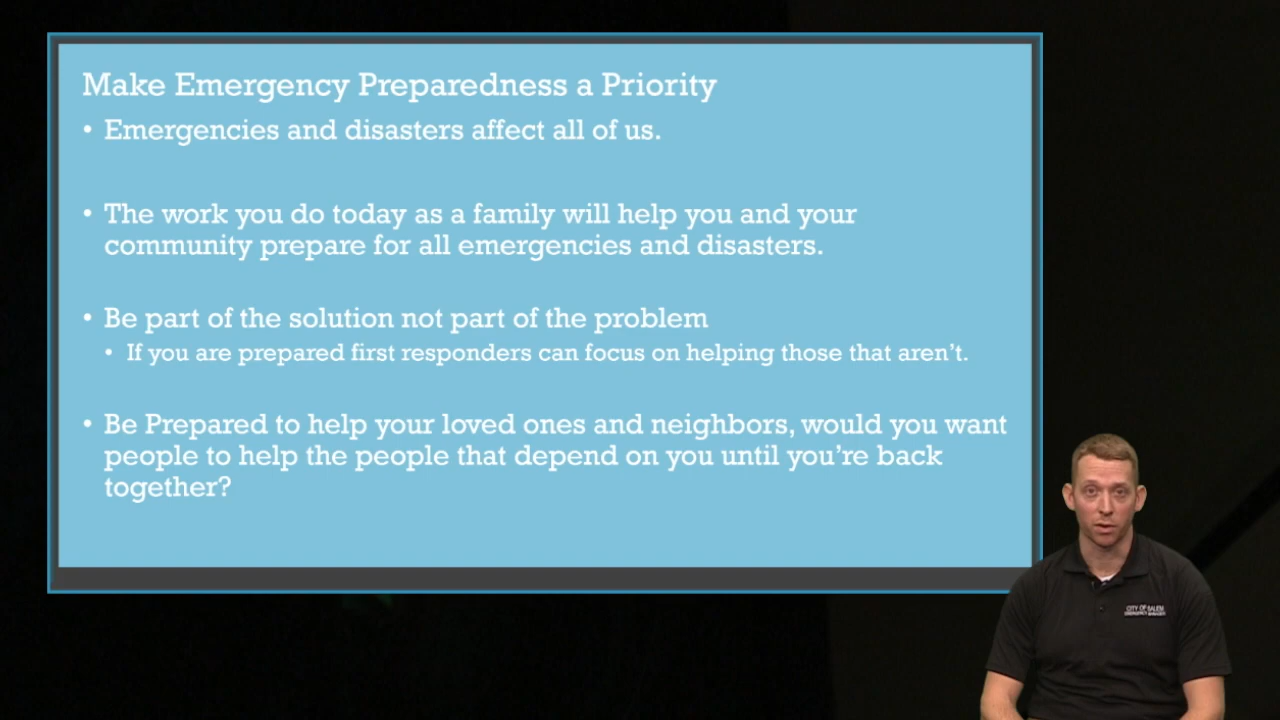 Make Emergency Preparedness a Priority
• Emergencies and disasters affect all of us.
• The work you do today as a family will help you and your
community prepare for all emergencies and disasters.
• Be part of the solution not part of the problem
• If you are prepared first responders can focus on helping those that aren't.
• Be Prepared to help your loved ones and neighbors, would you want
people to help the people that depend on you until you're back
together?
CITY OF SALEM